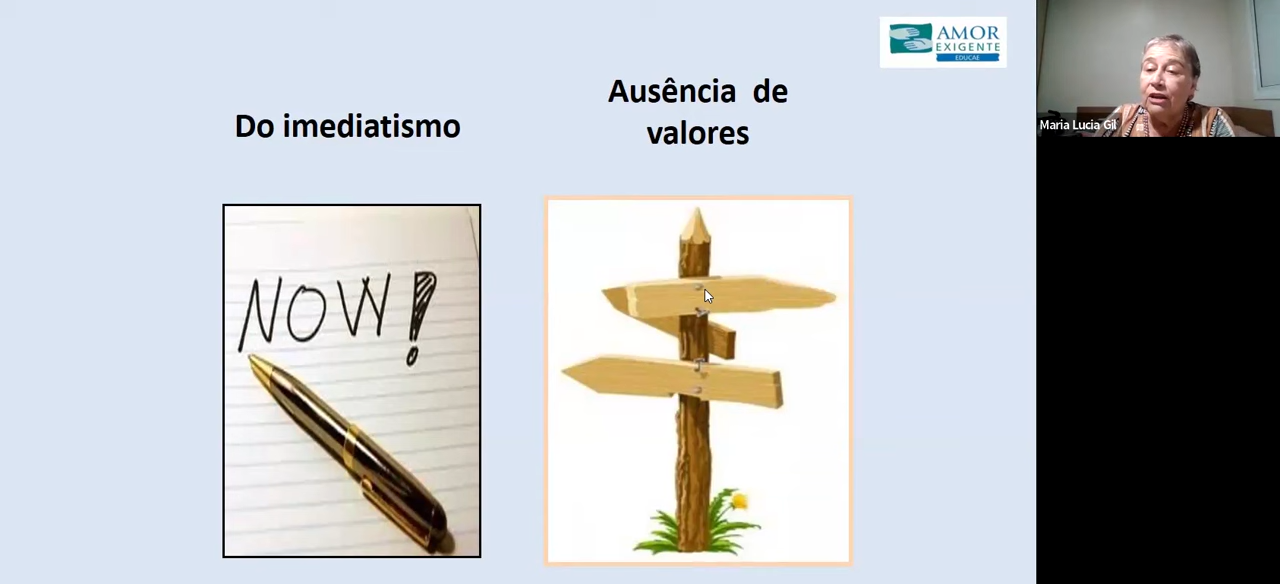 AMOR
EXIGENTE
EDUCAE
Do imediatismo
Ausência de
valores
NOW!
Maria Lucia Gil